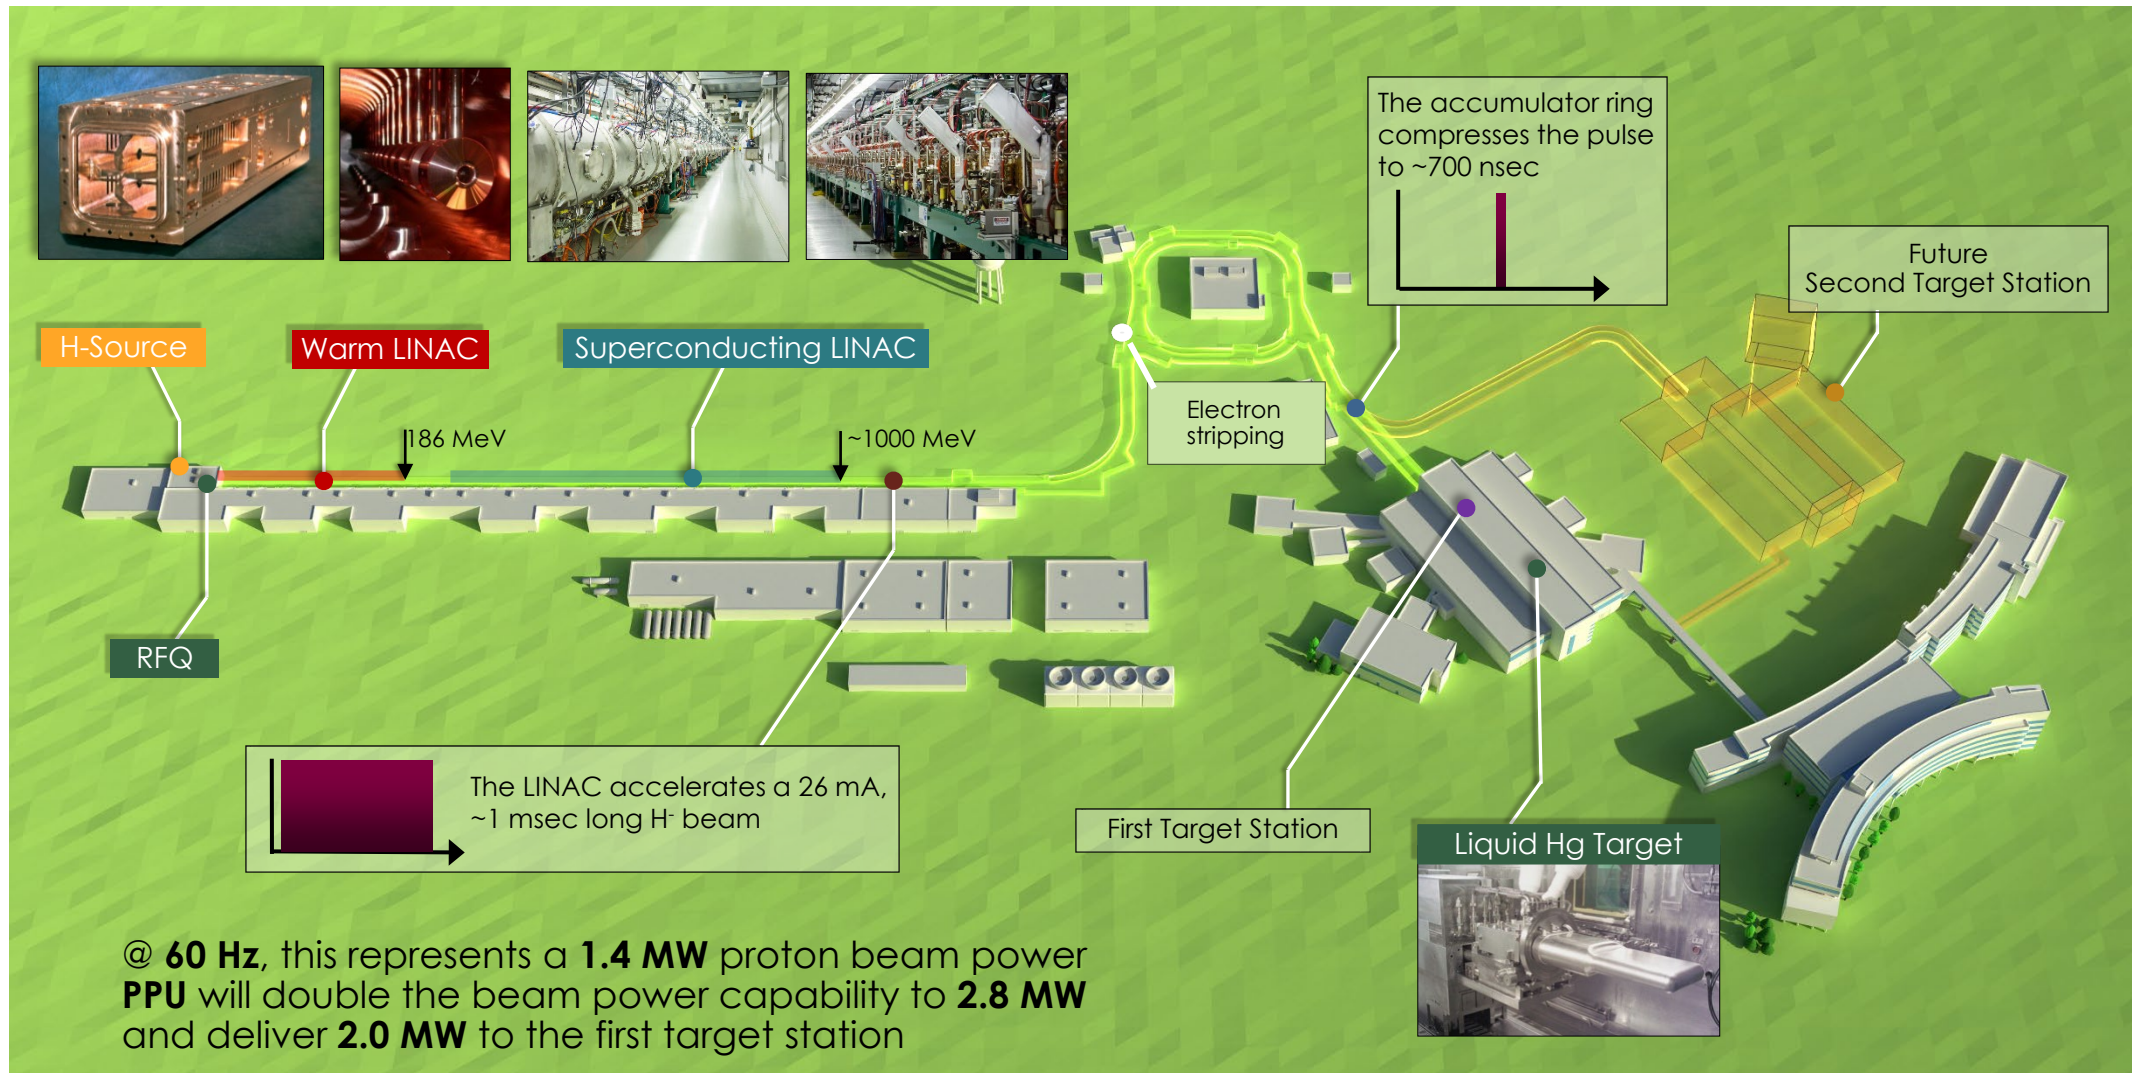 The accumulator ring
compresses the pulse
to ~700 nsec
Future
Second Target Station
H-Source
Warm LINAC
Superconducting LINAC
186 MeV
~1000 MeV
Electron
stripping
RFQ
The LINAC accelerates a 26 mA,
~1 msec long H- beam
First Target Station
Liquid Hg Target
@ 60 Hz, this represents a 1.4 MW proton beam power
PPU will double the beam power capability to 2.8 MW
and deliver 2.0 MW to the first target station